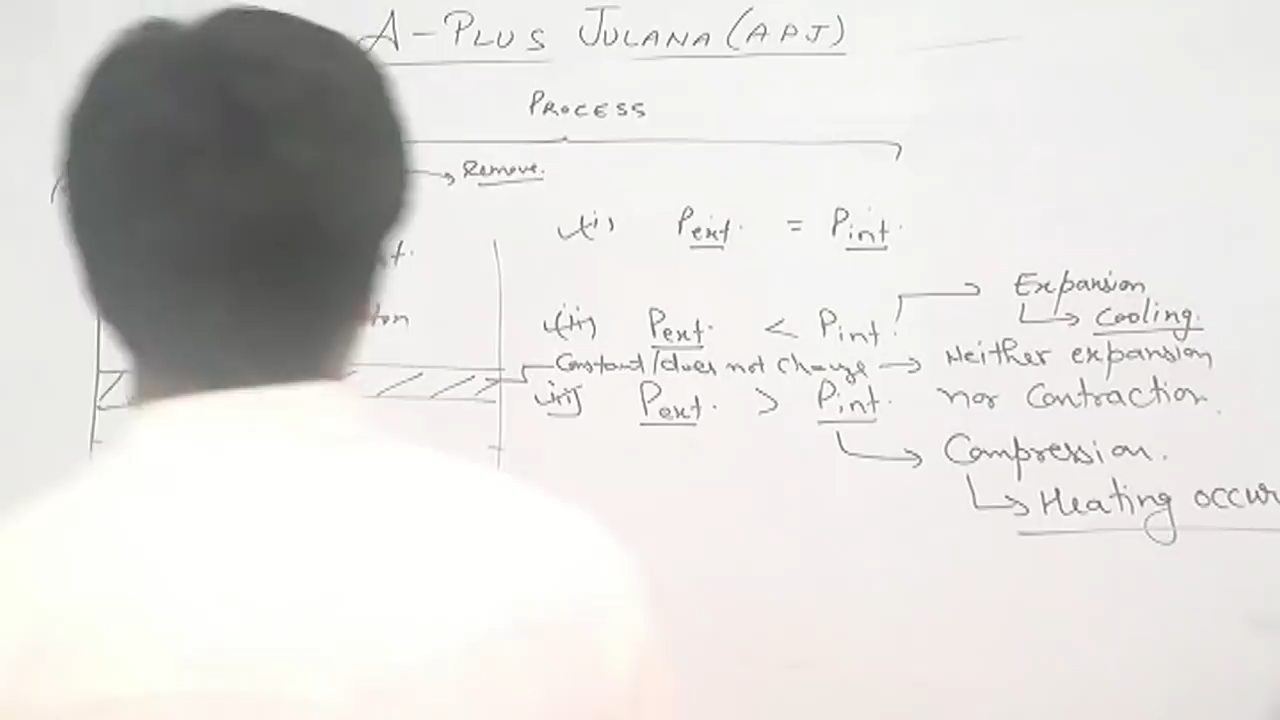 A-PLUS JULANA (APJ)
PROCESS
Remove.
(i) Pext. = Pint.
Expansion
(ii) Pext. < Pint.
Cooling.
Constant/does not change → Neither expansion
(iii) Pext. > Pint. nor Contraction.
Compression.
Heating occur